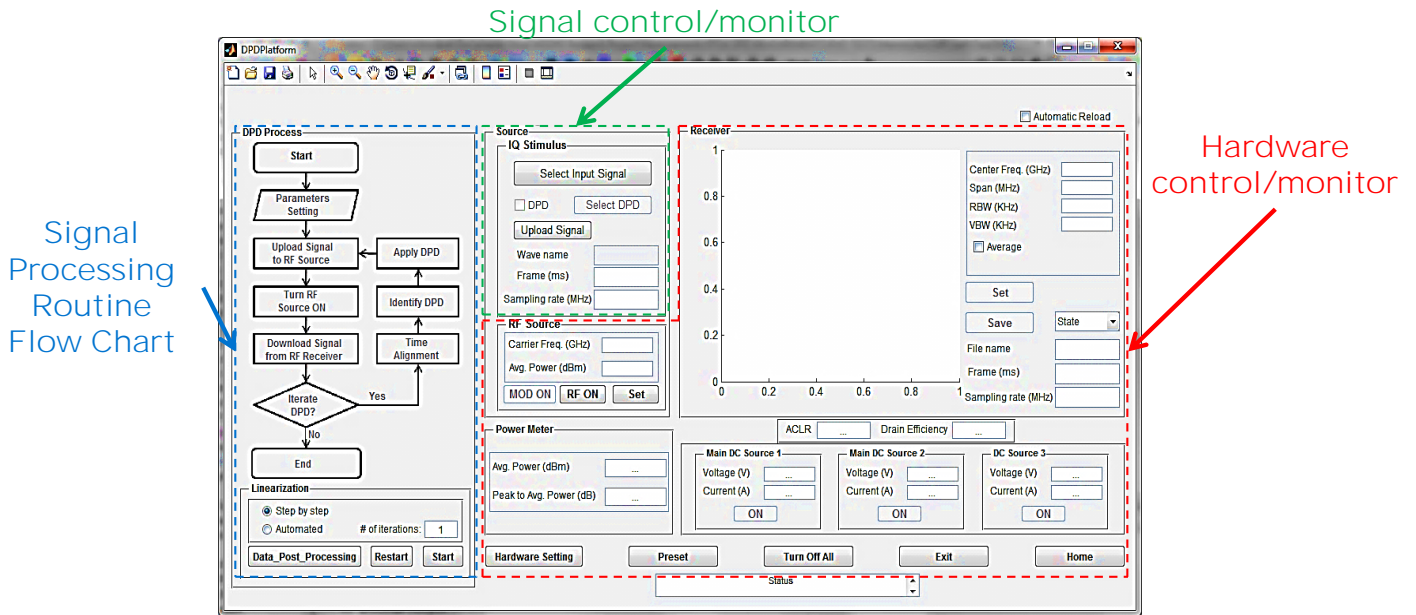 Signal control/monitor
DPDPlatform
Automatic Reload
Signal
Processing
Routine
Flow Chart
DPD Process
Start
Parameters
Setting
Upload Signal
to RF Source
Apply DPD
Turn RF
Source ON
Identify DPD
Download Signal
from RF Receiver
Time
Alignment
Iterate
DPD?
Yes
No
End
Linearization
Step by step
Automated
# of iterations:
1
Data_Post_Processing
Restart
Start
Source
IQ Stimulus
Select Input Signal
DPD
Select DPD
Upload Signal
Wave name
Frame (ms)
Sampling rate (MHz)
RF Source
Carrier Freq. (GHz)
Avg. Power (dBm)
MOD ON
RF ON
Set
Power Meter
Avg. Power (dBm)
...
Peak to Avg. Power (dB)
...
Receiver
1
0.8
0.6
0.4
0.2
0
0
0.2
0.4
0.6
0.8
1
Center Freq. (GHz)
Span (MHz)
RBW (KHz)
VBW (KHz)
Average
Set
Save
State
File name
Frame (ms)
Sampling rate (MHz)
ACLR
...
Drain Efficiency
...
Main DC Source 1
Voltage (V)
...
Current (A)
...
ON
Main DC Source 2
Voltage (V)
...
Current (A)
...
ON
DC Source 3
Voltage (V)
...
Current (A)
...
ON
Hardware Setting
Preset
Turn Off All
Exit
Home
Status
Hardware
control/monitor